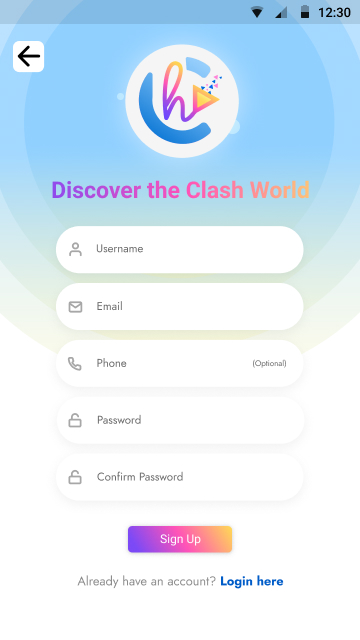 12:30
h
Discover the Clash World
Username
Email
Phone (Optional)
Password
Confirm Password
Sign Up
Already have an account? Login here